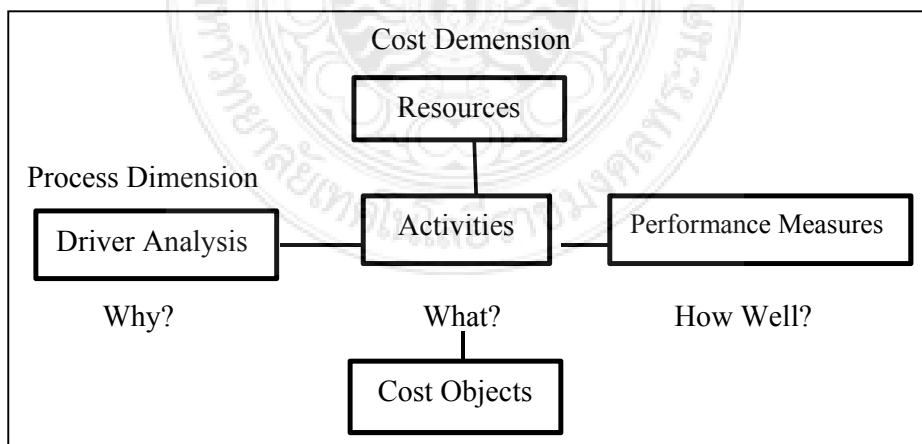 Cost Demension
Resources
Process Dimension
Driver Analysis
Activities
Performance Measures
Why?
What?
How Well?
Cost Objects